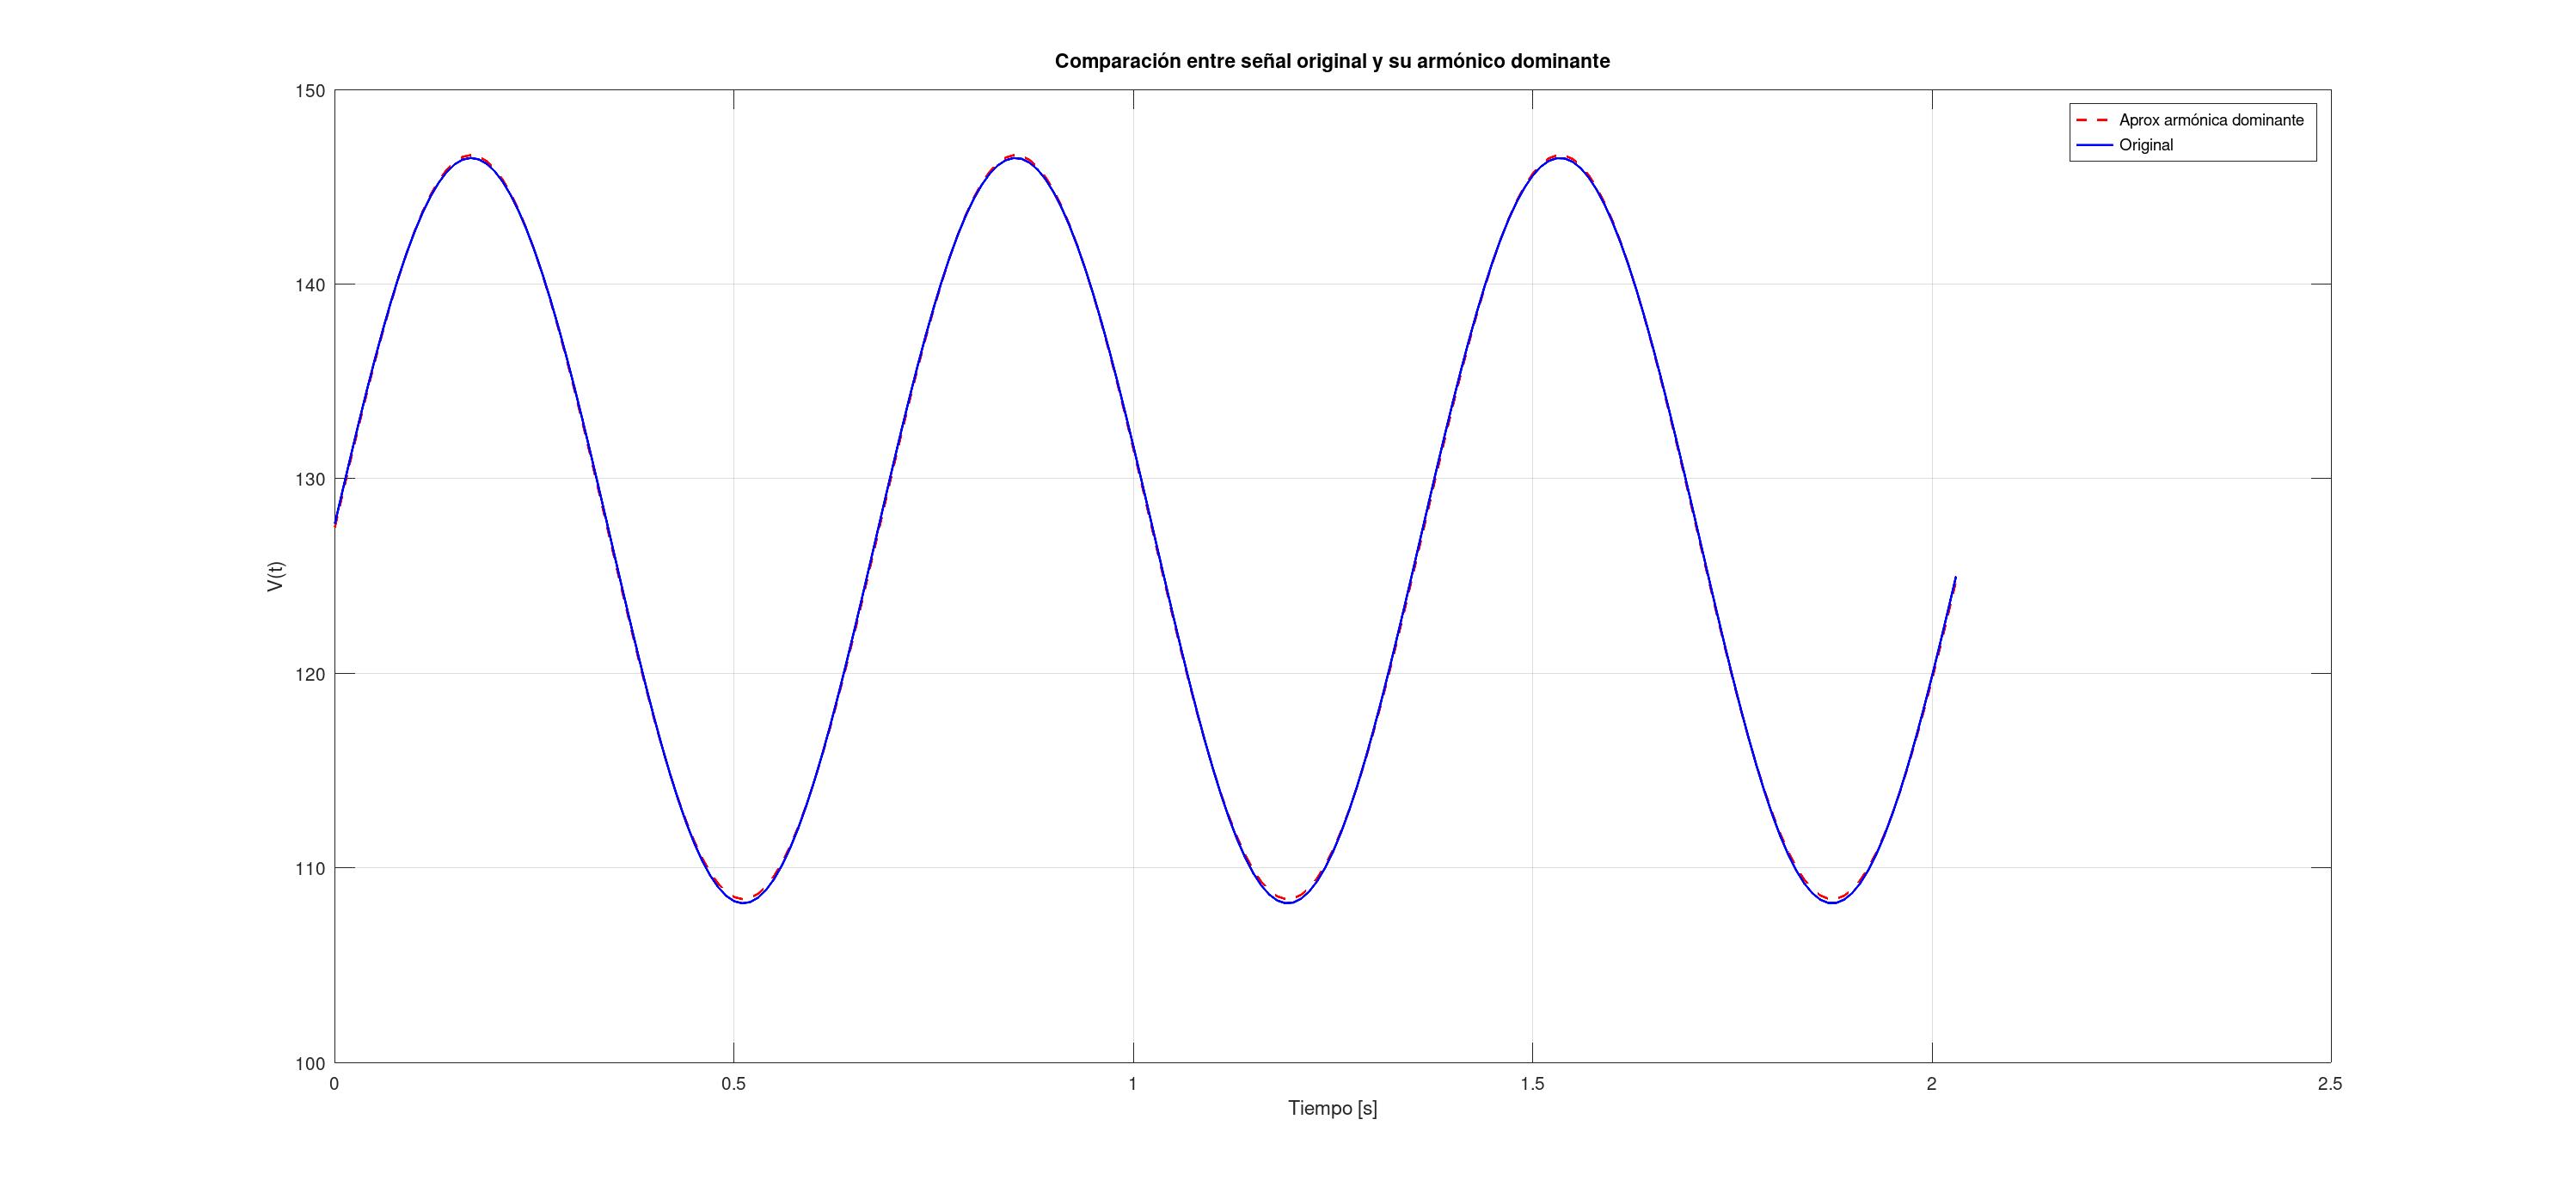 Comparación entre señal original y su armónico dominante
150
140
130
120
110
100
V(t)
Aprox armónica dominante
Original
0
0.5
1
1.5
2
2.5
Tiempo [s]